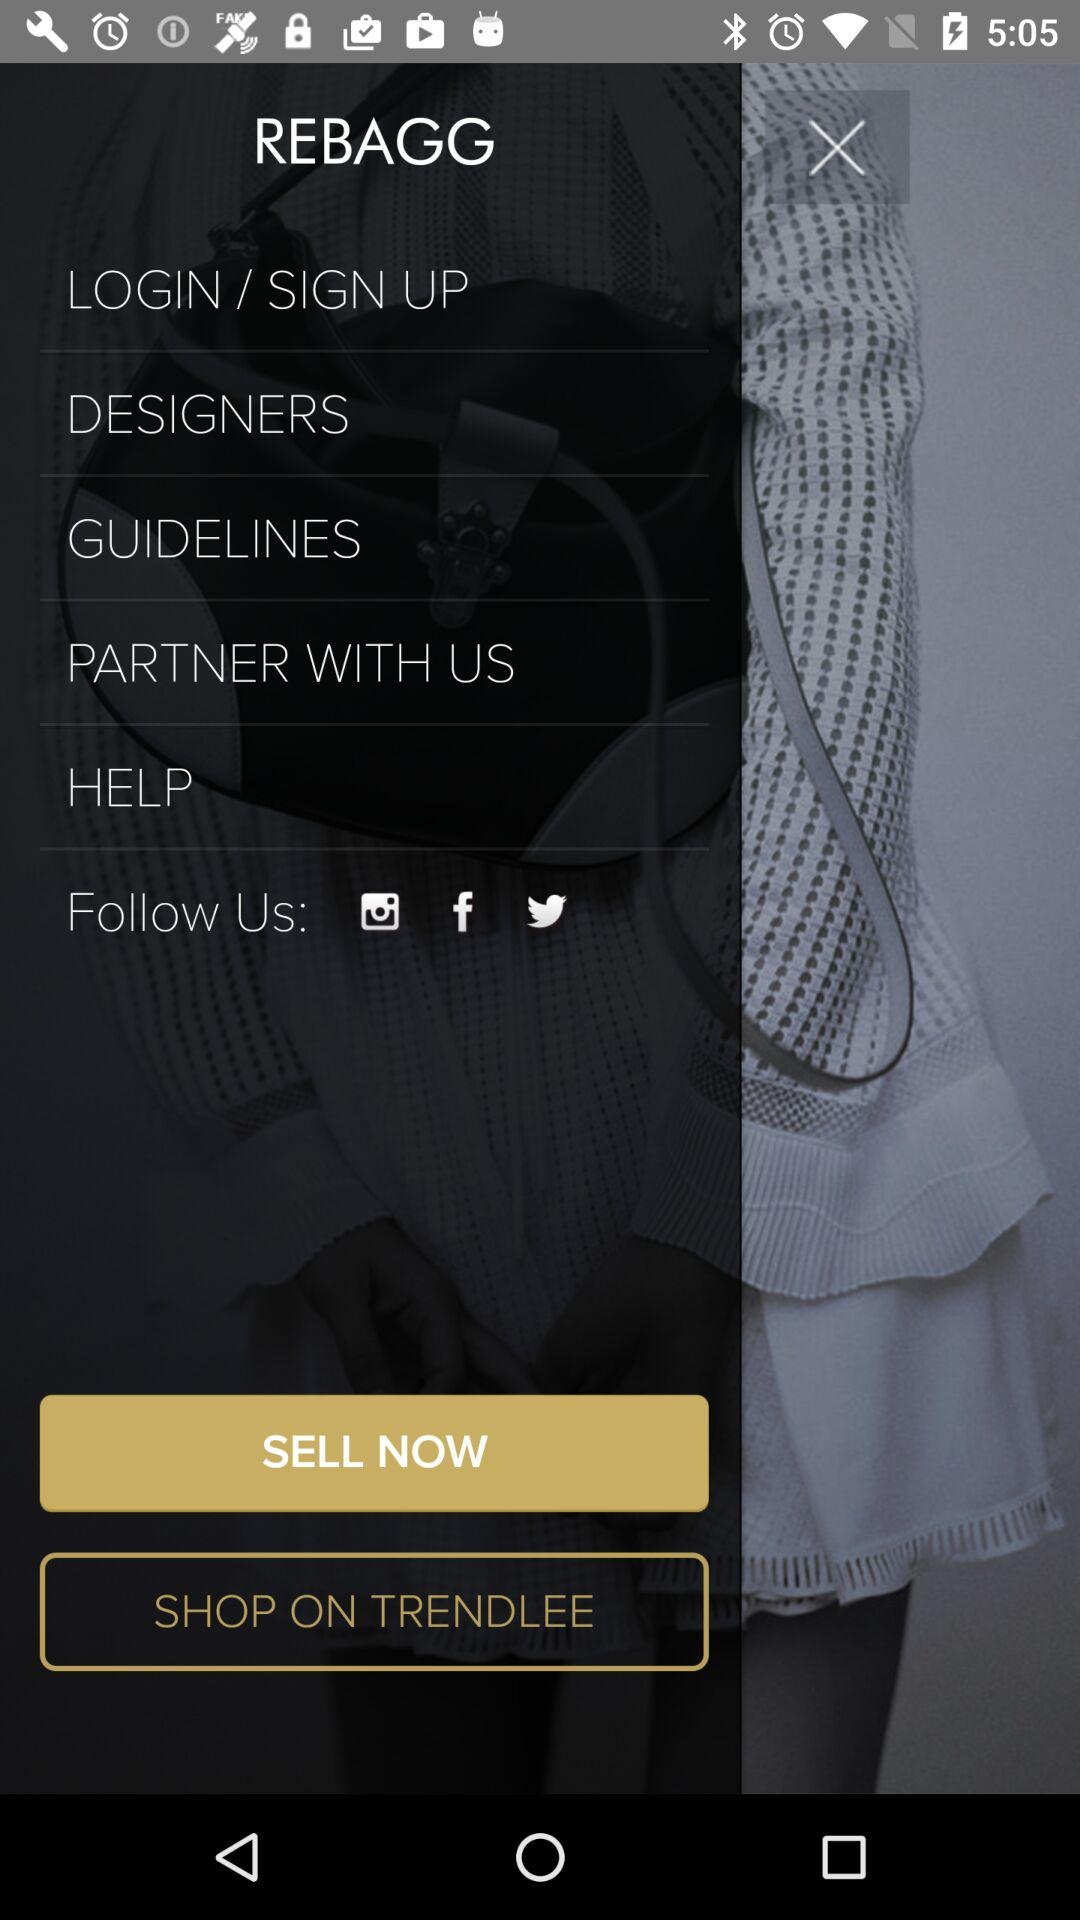 FAKE
5:05
REBAGG
LOGIN / SIGN UP
DESIGNERS
GUIDELINES
PARTNER WITH US
HELP
Follow Us:
SELL NOW
SHOP ON TRENDLEE